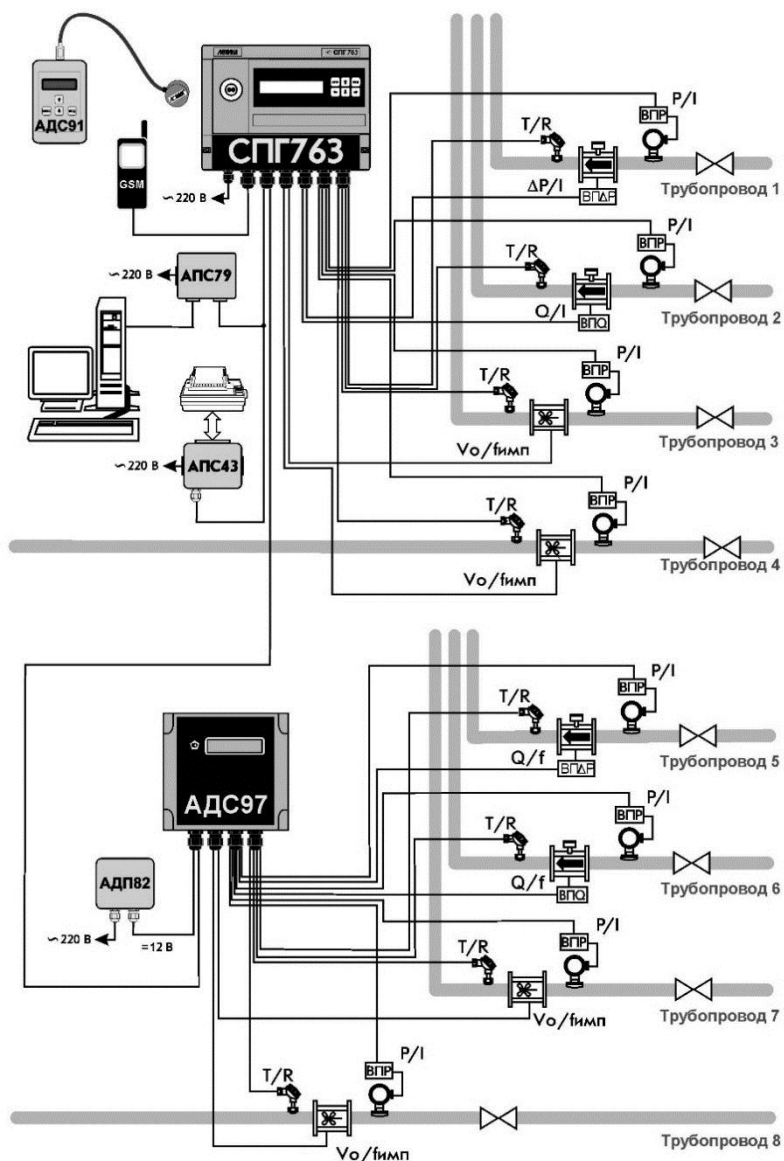 ЛОГИКА СПГ763
АДС91
СПГ763
GSM
~ 220 В
T/R
P/I
ВПР
Трубопровод 1
ΔP/I
ВПΔР
~ 220 В
АПС79
T/R
P/I
ВПР
Трубопровод 2
Q/I
ВПQ
T/R
P/I
ВПР
Трубопровод 3
Vo/fимп
~ 220 В
АПС43
T/R
P/I
ВПР
Трубопровод 4
Vo/fимп
АДС97
T/R
P/I
ВПР
Трубопровод 5
Q/f
ВПΔР
T/R
P/I
ВПР
Трубопровод 6
Q/f
ВПQ
АДП82
~ 220 В
=12 В
T/R
P/I
ВПР
Трубопровод 7
Vo/fимп
T/R
P/I
ВПР
Трубопровод 8
Vo/fимп